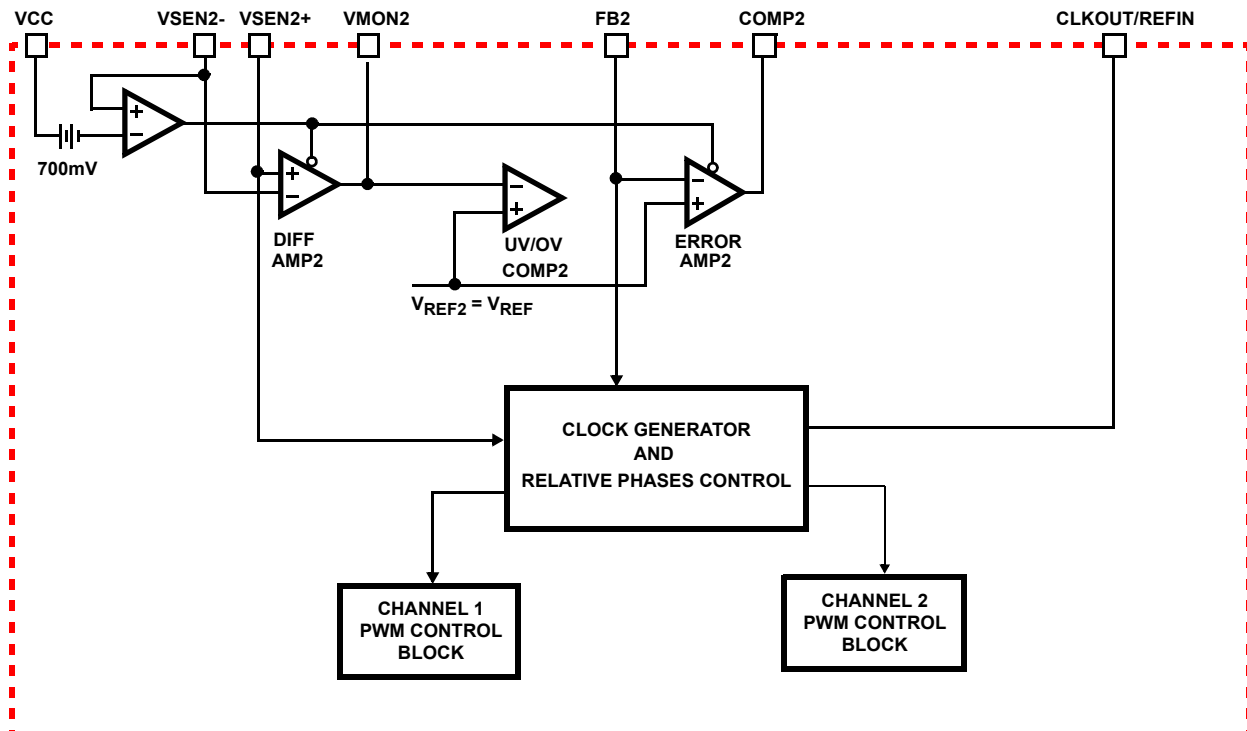 VCC VSEN2- VSEN2+ VMON2 FB2 COMP2 CLKOUT/REFIN
+
−
700mV
+
−
DIFF
AMP2
−
+
UV/OV
COMP2
−
+
ERROR
AMP2
VREF2 = VREF
CLOCK GENERATOR
AND
RELATIVE PHASES CONTROL
CHANNEL 1
PWM CONTROL
BLOCK
CHANNEL 2
PWM CONTROL
BLOCK